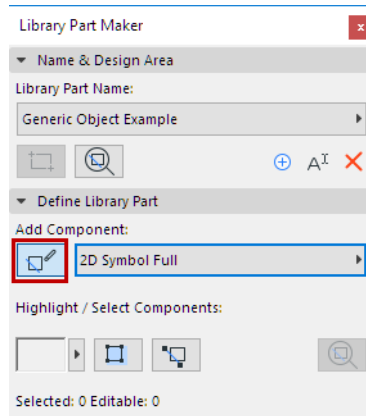 Library Part Maker
x
Name & Design Area
Library Part Name:
Generic Object Example
Define Library Part
Add Component:
2D Symbol Full
Highlight / Select Components:
Selected: 0 Editable: 0